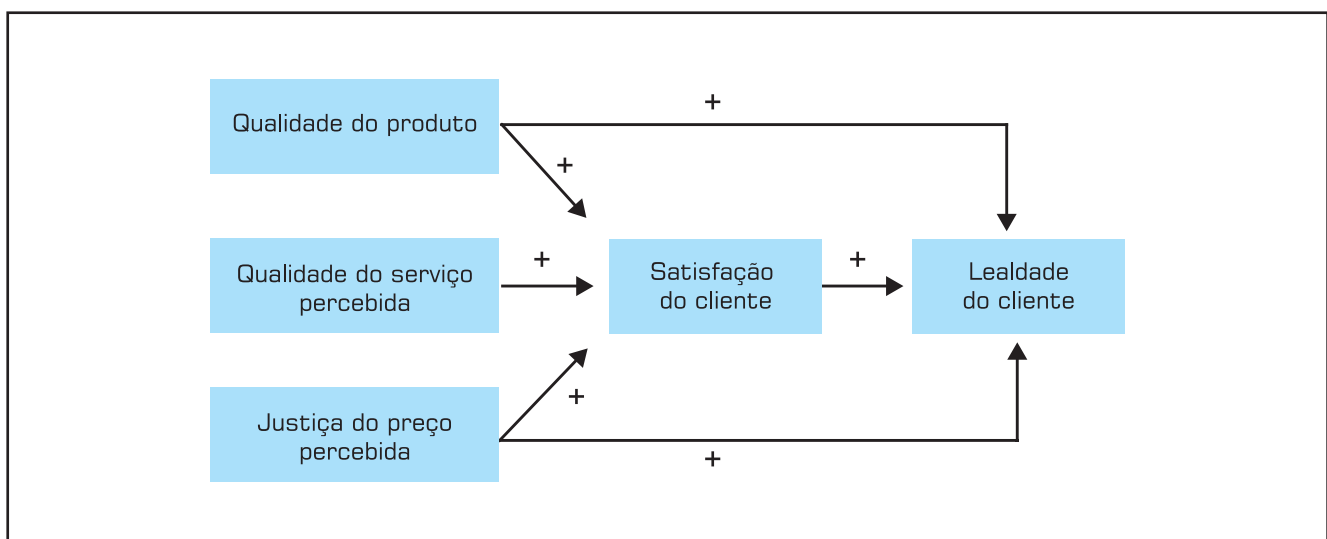 Qualidade do produto
+
+
Qualidade do serviço
percebida
+
Satisfação
do cliente
+
Lealdade
do cliente
Justiça do preço
percebida
+
+